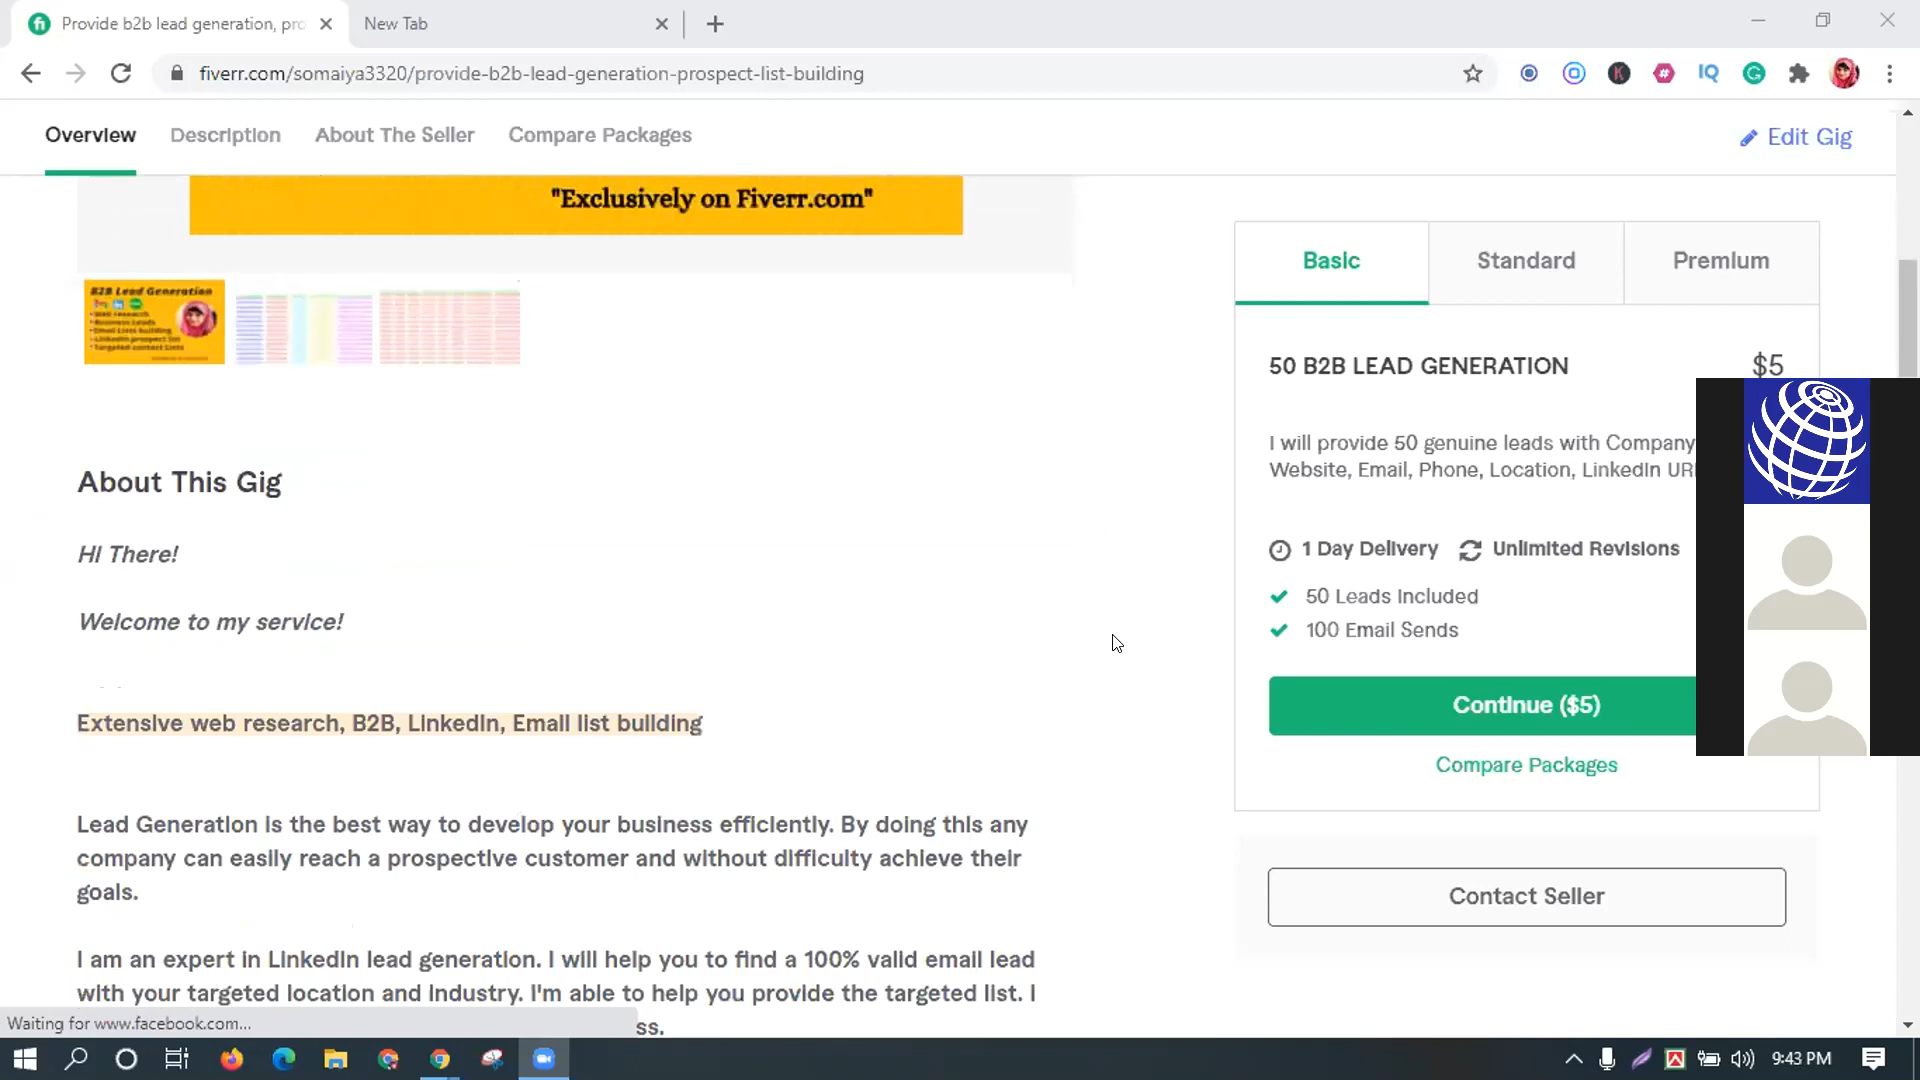 Provide b2b lead generation, pro
New Tab
fiverr.com/somaiya3320/provide-b2b-lead-generation-prospect-list-building
Overview
Description
About The Seller
Compare Packages
Edit Gig
"Exclusively on Fiverr.com"
B2B Lead Generation
Basic
Standard
Premium
50 B2B LEAD GENERATION
$5
I will provide 50 genuine leads with Company
Website, Email, Phone, Location, LinkedIn UR
1 Day Delivery
Unlimited Revisions
50 Leads Included
100 Email Sends
Continue ($5)
Compare Packages
Contact Seller
About This Gig
Hi There!
Welcome to my service!
Extensive web research, B2B, LinkedIn, Email list building
Lead Generation is the best way to develop your business efficiently. By doing this any
company can easily reach a prospective customer and without difficulty achieve their
goals.
I am an expert in LinkedIn lead generation. I will help you to find a 100% valid email lead
with your targeted location and industry. I'm able to help you provide the targeted list. I
ss.
Waiting for www.facebook.com...
9:43 PM